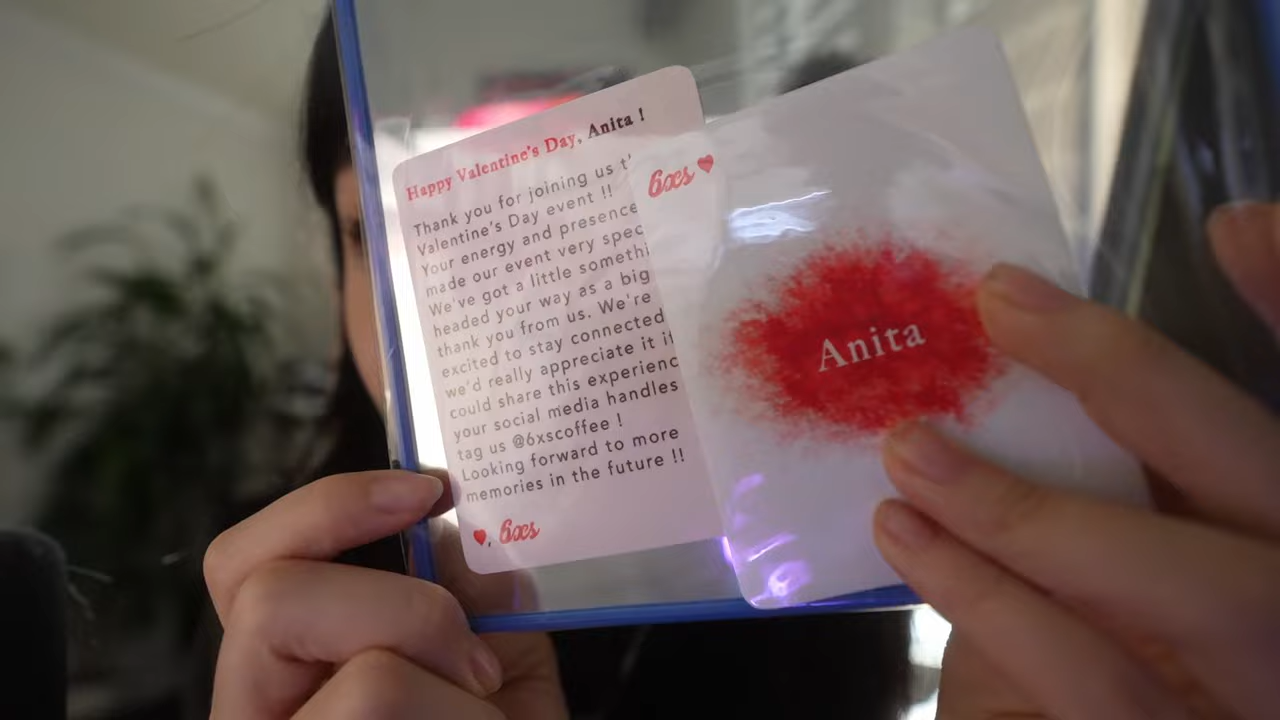 Happy Valentine's Day, Anita !
Thank you for joining us
Valentine's Day event !!
Your energy and presence
made our event very
We've got a little
headed your way as a big
thank you from us. We're
excited to stay connected
we'd really appreciate it
could share this
your social media handles
tag us @6xscoffee !
Looking forward to more
memories in the future !!
♥, 6xs
6xs ♥
Anita